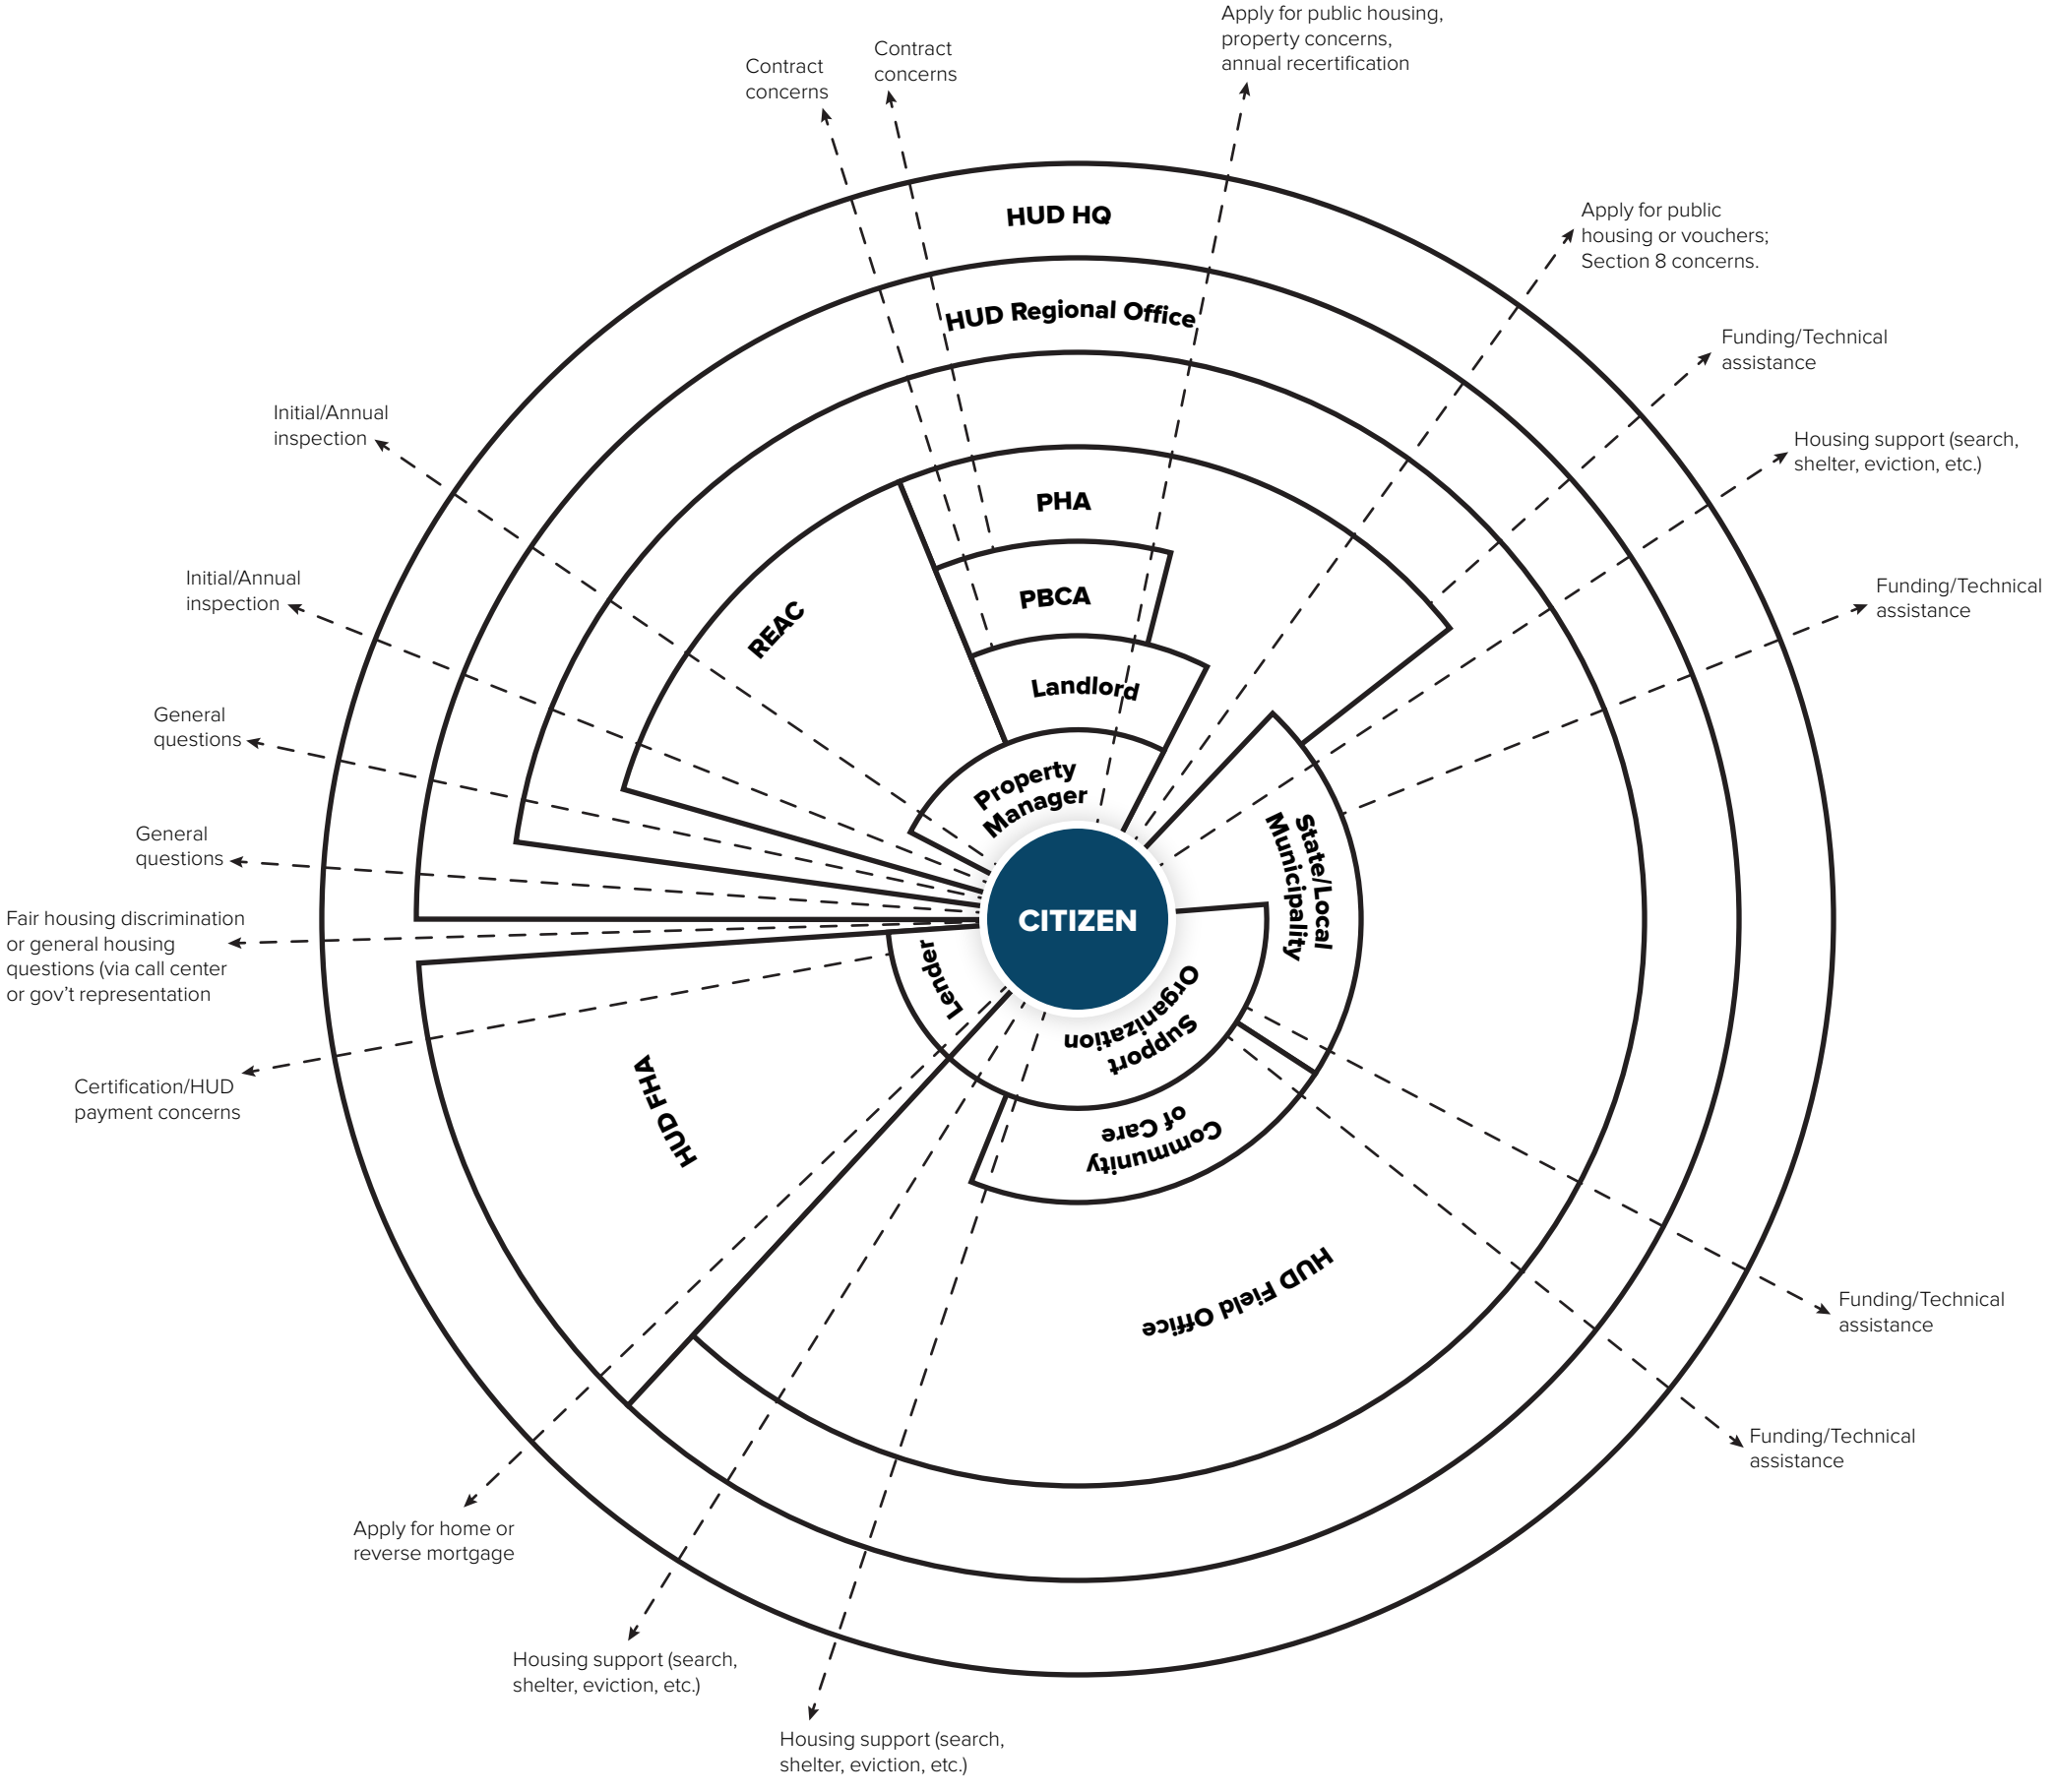 Apply for public housing,
property concerns,
annual recertification
Contract
concerns
Contract
concerns
Apply for public
housing or vouchers;
Section 8 concerns.
HUD HQ
HUD Regional Office
Funding/Technical
assistance
Housing support (search,
shelter, eviction, etc.)
Initial/Annual
inspection
PHA
Initial/Annual
inspection
Funding/Technical
assistance
PBCA
REAC
Landlord
General
questions
Property
Manager
State/Local
Municipality
General
questions
CITIZEN
Fair housing discrimination
or general housing
questions (via call center
or gov’t representation
Lender
Support
Organization
Certification/HUD
payment concerns
HUD FHA
Community
of Care
HUD Field Office
Funding/Technical
assistance
Funding/Technical
assistance
Apply for home or
reverse mortgage
Housing support (search,
shelter, eviction, etc.)
Housing support (search,
shelter, eviction, etc.)